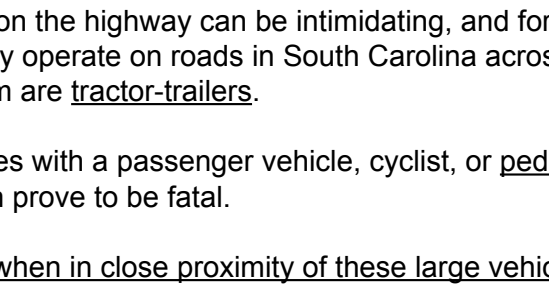 on the highway can be intimidating, and for
y operate on roads in South Carolina acros
n are tractor-trailers.
es with a passenger vehicle, cyclist, or ped
n prove to be fatal.
when in close proximity of these large vehic